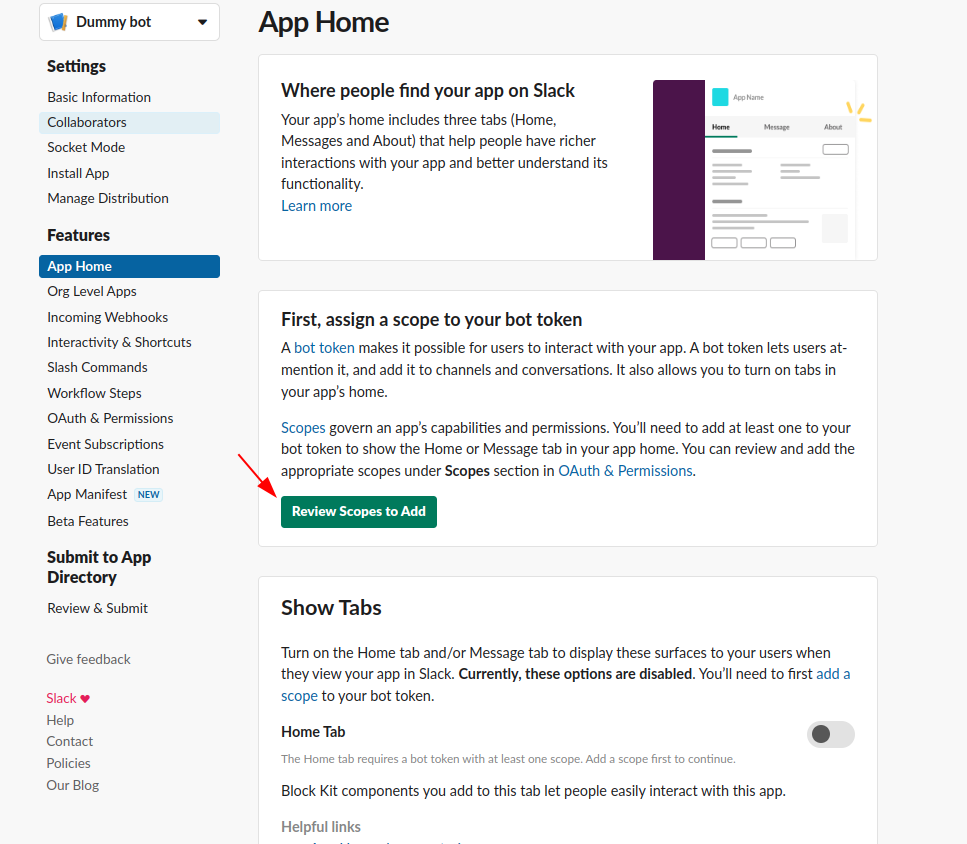 Dummy bot
Settings
Basic Information
Collaborators
Socket Mode
Install App
Manage Distribution
Features
App Home
Org Level Apps
Incoming Webhooks
Interactivity & Shortcuts
Slash Commands
Workflow Steps
OAuth & Permissions
Event Subscriptions
User ID Translation
App Manifest NEW
Beta Features
Submit to App
Directory
Review & Submit
Give feedback
Slack ♥
Help
Contact
Policies
Our Blog
App Home
Where people find your app on Slack
Your app's home includes three tabs (Home,
Messages and About) that help people have richer
interactions with your app and better understand its
functionality.
Learn more
App Name
Home Message About
First, assign a scope to your bot token
A bot token makes it possible for users to interact with your app. A bot token lets users at-
mention it, and add it to channels and conversations. It also allows you to turn on tabs in
your app's home.
Scopes govern an app's capabilities and permissions. You'll need to add at least one to your
bot token to show the Home or Message tab in your app home. You can review and add the
appropriate scopes under Scopes section in OAuth & Permissions.
Review Scopes to Add
Show Tabs
Turn on the Home tab and/or Message tab to display these surfaces to your users when
they view your app in Slack. Currently, these options are disabled. You'll need to first add a
scope to your bot token.
Home Tab
The Home tab requires a bot token with at least one scope. Add a scope first to continue.
Block Kit components you add to this tab let people easily interact with this app.
Helpful links